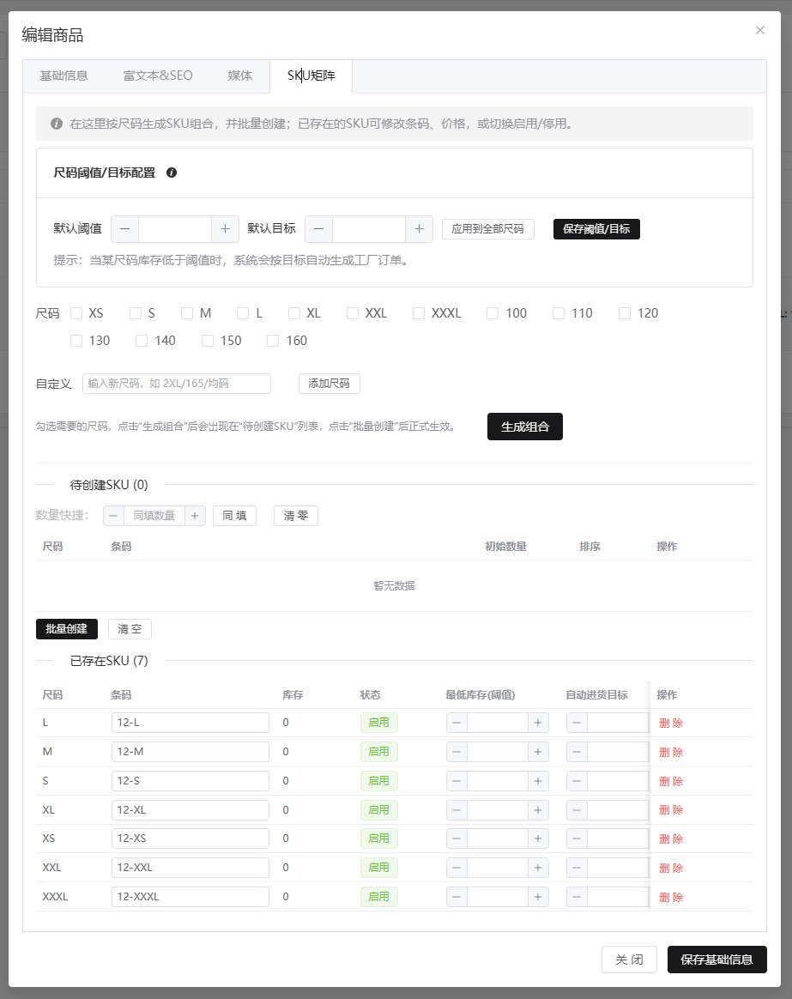 编辑商品
基础信息 富文本&SEO 媒体 SKU矩阵
在这里按尺码生成SKU组合，并批量创建；已存在的SKU可修改条码、价格，或切换启用/停用。
尺码阈值/目标配置
默认阈值 默认目标 应用到全部尺码 保存阈值/目标
提示：当某尺码库存低于阈值时，系统会按目标自动生成工厂订单。
尺码 XS S M L XL XXL XXXL 100 110 120
130 140 150 160
自定义 输入新尺码，如 2XL/165/均码 添加尺码
勾选需要的尺码，点击“生成组合”后会出现在“待创建SKU”列表，点击“批量创建”后正式生效。 生成组合
待创建SKU (0)
数量快捷： 同填数量 同 填 清 零
尺码 条码 初始数量 排序 操作
暂无数据
批量创建 清 空
已存在SKU (7)
尺码 条码 库存 状态 最低库存(阈值) 自动进货目标 操作
L 12-L 0 启用 删 除
M 12-M 0 启用 删 除
S 12-S 0 启用 删 除
XL 12-XL 0 启用 删 除
XS 12-XS 0 启用 删 除
XXL 12-XXL 0 启用 删 除
XXXL 12-XXXL 0 启用 删 除
关 闭 保存基础信息